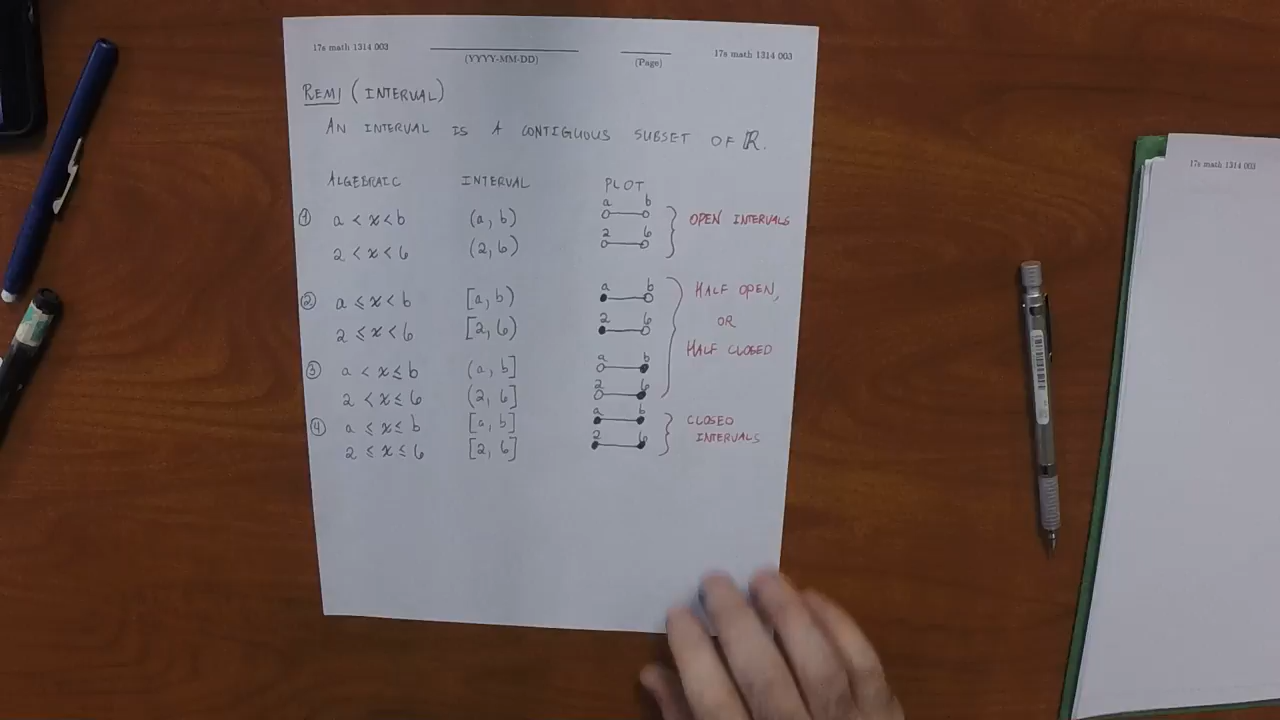 17s math 1314 003 (YYYY-MM-DD) (Page) 17s math 1314 003
REM| (INTERVAL)
AN INTERVAL IS A CONTIGUOUS SUBSET OF ℝ.
ALGEBRAIC INTERVAL PLOT
a b
① a < x < b (a, b) OPEN INTERVALS
2 6
2 < x < 6 (2, 6)
a b
② a ≤ x < b [a, b) HALF OPEN,
2 6
2 ≤ x < 6 [2, 6) OR
HALF CLOSED
a b
③ a < x ≤ b (a, b]
2 6
2 < x ≤ 6 (2, 6]
a b
④ a ≤ x ≤ b [a, b] CLOSED
2 6
2 ≤ x ≤ 6 [2, 6] INTERVALS
17s math 1314 003